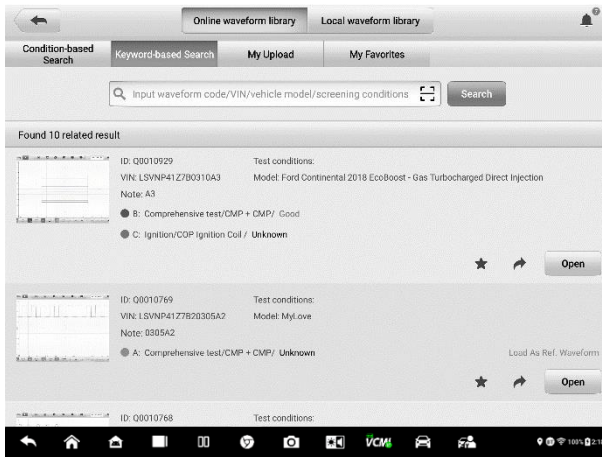 Online waveform library Local waveform library
Condition-based Search Keyword-based Search My Upload My Favorites
Input waveform code/VIN/vehicle model/screening conditions Search
Found 10 related result
ID: Q0010929 Test conditions:
VIN: LSVNP41Z7B0310A3 Model: Ford Continental 2018 EcoBoost - Gas Turbocharged Direct Injection
Note: A3
B: Comprehensive test/CMP + CMP/ Good
C: Ignition/COP Ignition Coil / Unknown
Open
ID: Q0010769 Test conditions:
VIN: LSVNP41Z7B20305A2 Model: MyLove
Note: 0305A2
A: Comprehensive test/CMP + CMP/ Unknown
Load As Ref. Waveform
Open
ID: Q0010768 Test conditions:
VCMI 100%